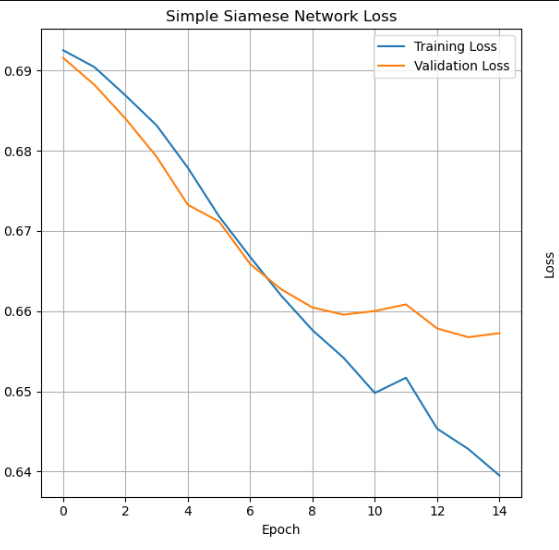 Simple Siamese Network Loss
Training Loss
Validation Loss
0.69
0.68
0.67
0.66
0.65
0.64
0 2 4 6 8 10 12 14
Epoch
Loss